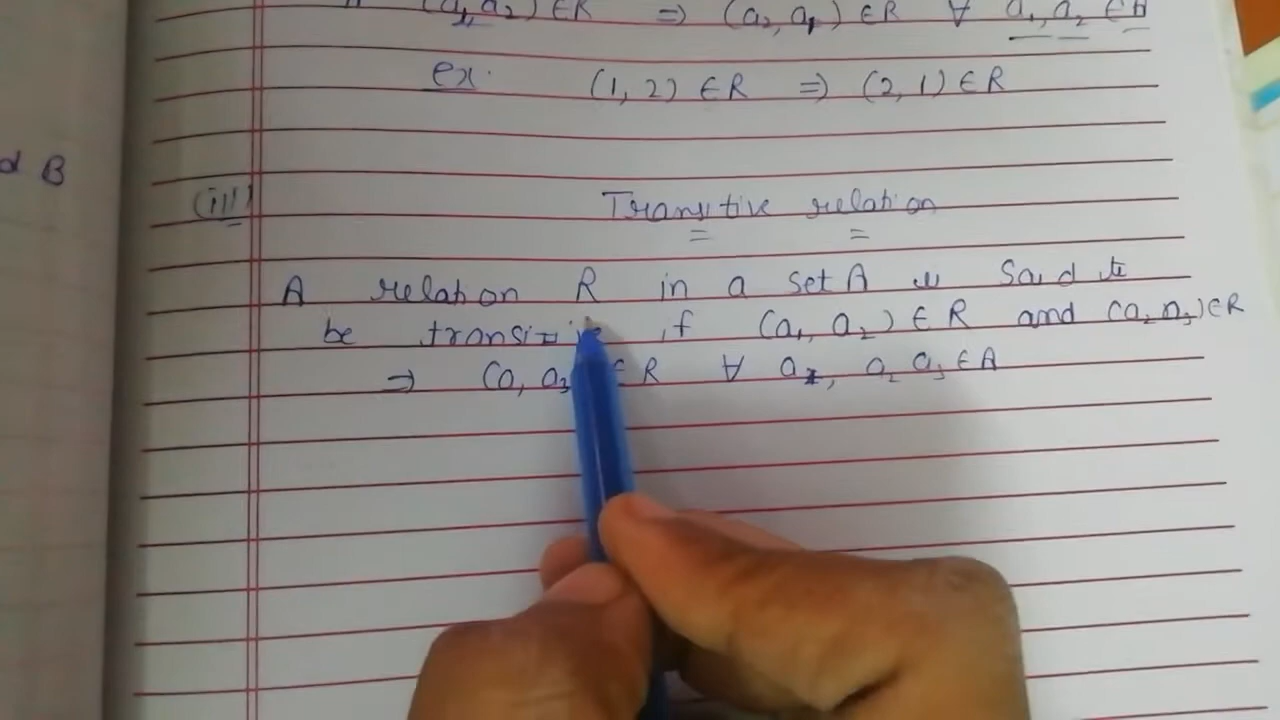 (a1, a2) ∈ R ⇒ (a2, a1) ∈ R ∀ a1, a2 ∈ A
ex. (1, 2) ∈ R ⇒ (2, 1) ∈ R
d B
(iii) Transitive relation
A relation R in a set A is said to
be transitive if (a1, a2) ∈ R and (a2 a3) ∈ R
⇒ (a1 a3 ∈ R ∀ a1, a2 a3 ∈ A